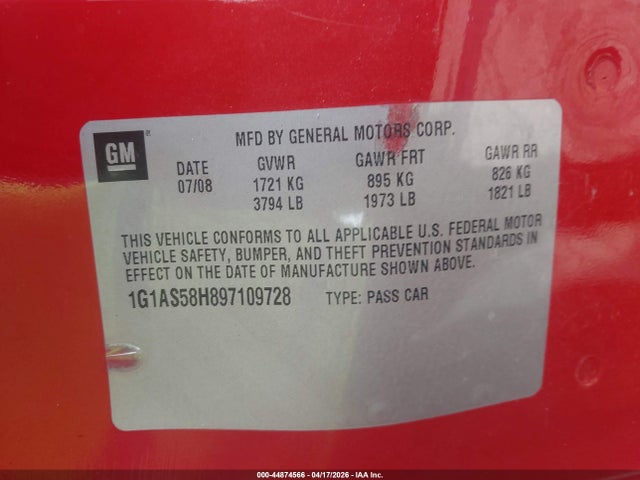 GM
MFD BY GENERAL MOTORS CORP.
DATE GVWR GAWR FRT GAWR RR
07/08 1721 KG 895 KG 826 KG
3794 LB 1973 LB 1821 LB
THIS VEHICLE CONFORMS TO ALL APPLICABLE U.S. FEDERAL MOTOR
VEHICLE SAFETY, BUMPER, AND THEFT PREVENTION STANDARDS IN
EFFECT ON THE DATE OF MANUFACTURE SHOWN ABOVE.
1G1AS58H897109728 TYPE: PASS CAR
000-44874566 - 04/17/2026 - IAA Inc.